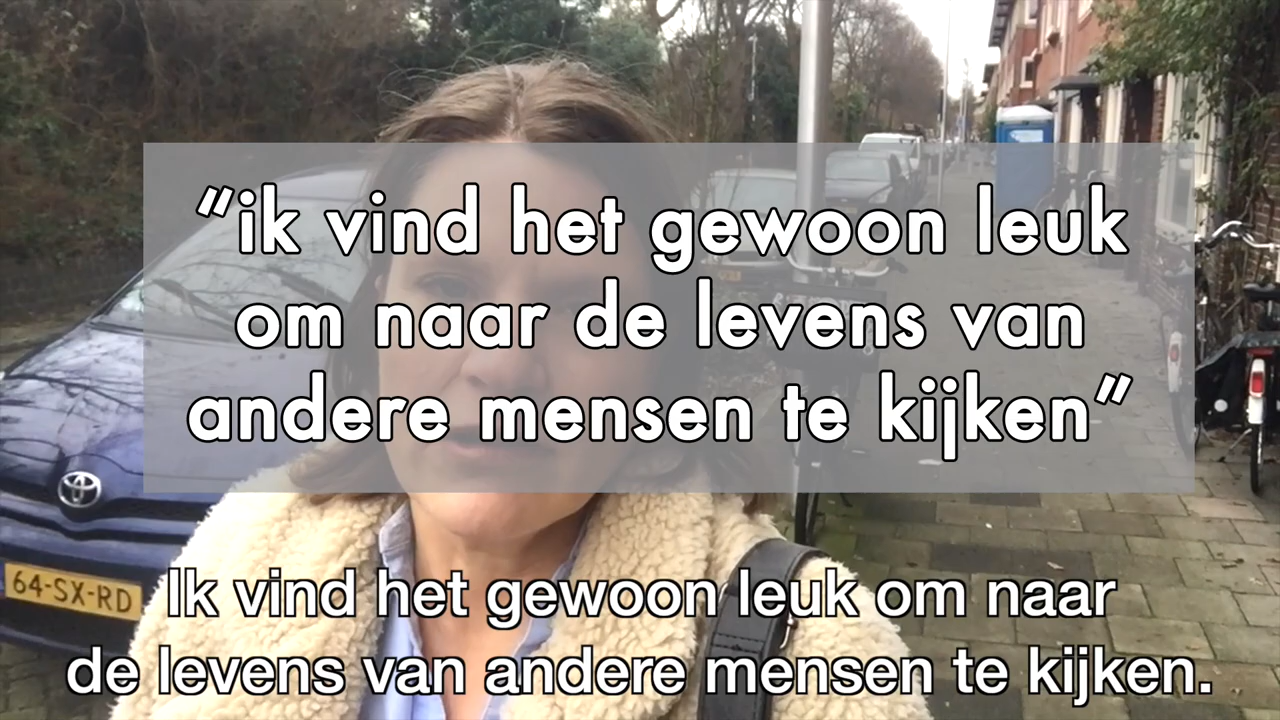 “ik vind het gewoon leuk
om naar de levens van
andere mensen te kijken”
64-SX-RD
Ik vind het gewoon leuk om naar
de levens van andere mensen te kijken.